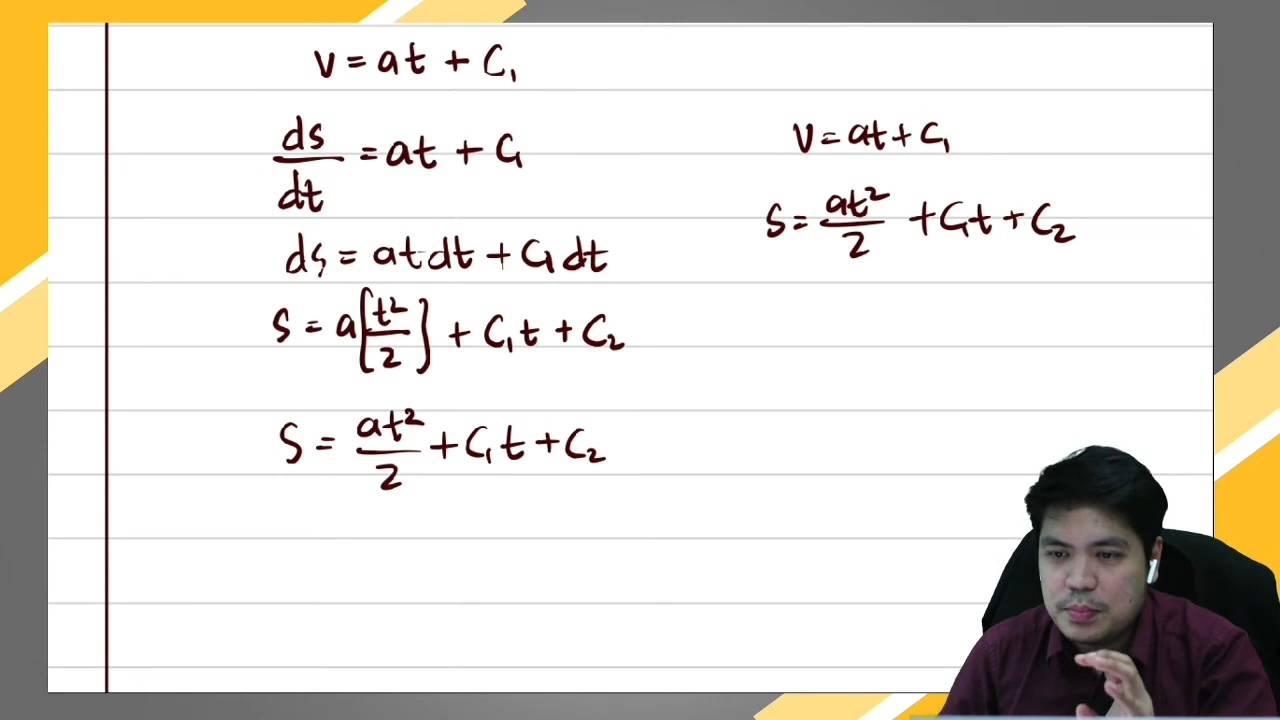 v = at + C₁
ds/dt = at + C₁
ds = at dt + C₁ dt
s = a[t²/2] + C₁t + C₂
S = at²/2 + C₁t + C₂
V = at + C₁
S = at²/2 + C₁t + C₂